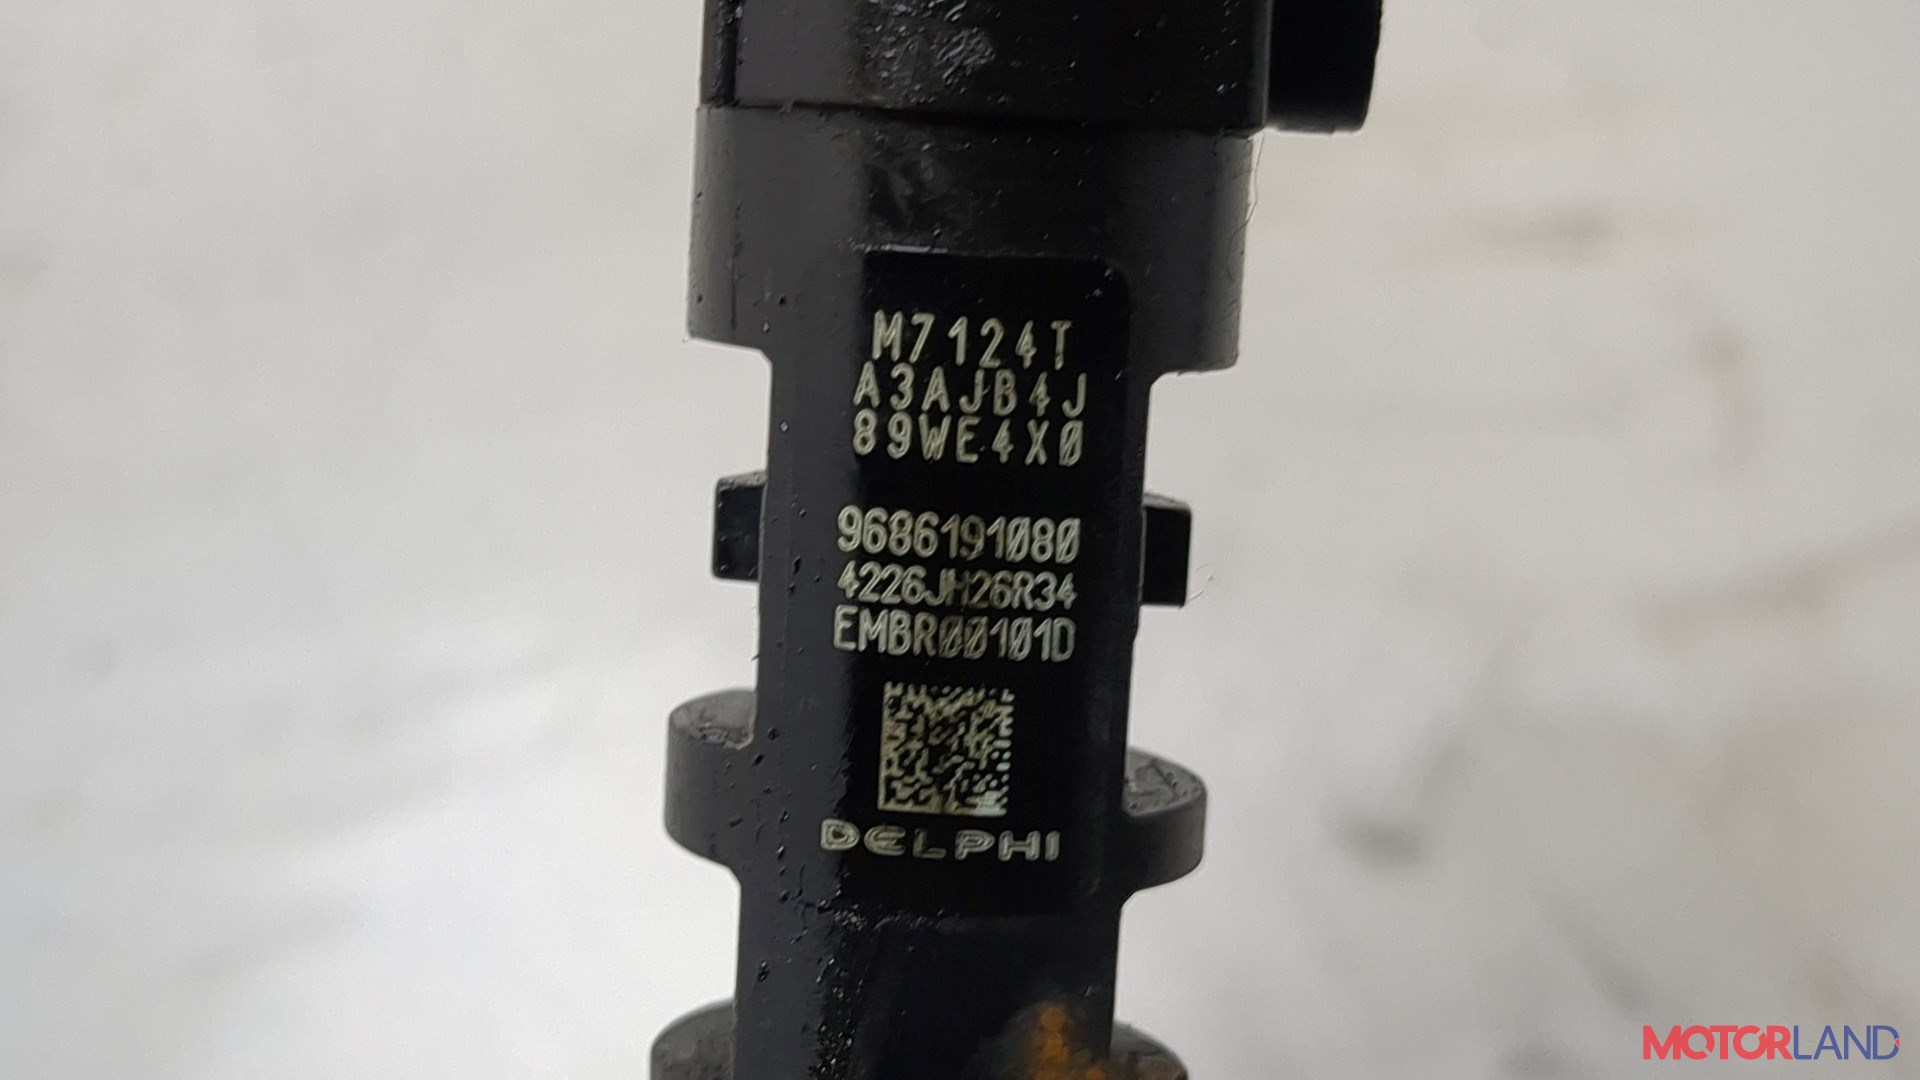 M7124T
A3AJB4J
89WE4X0
9686191080
4226JH26R34
EMBR00101D
DELPHI
MOTORLAND